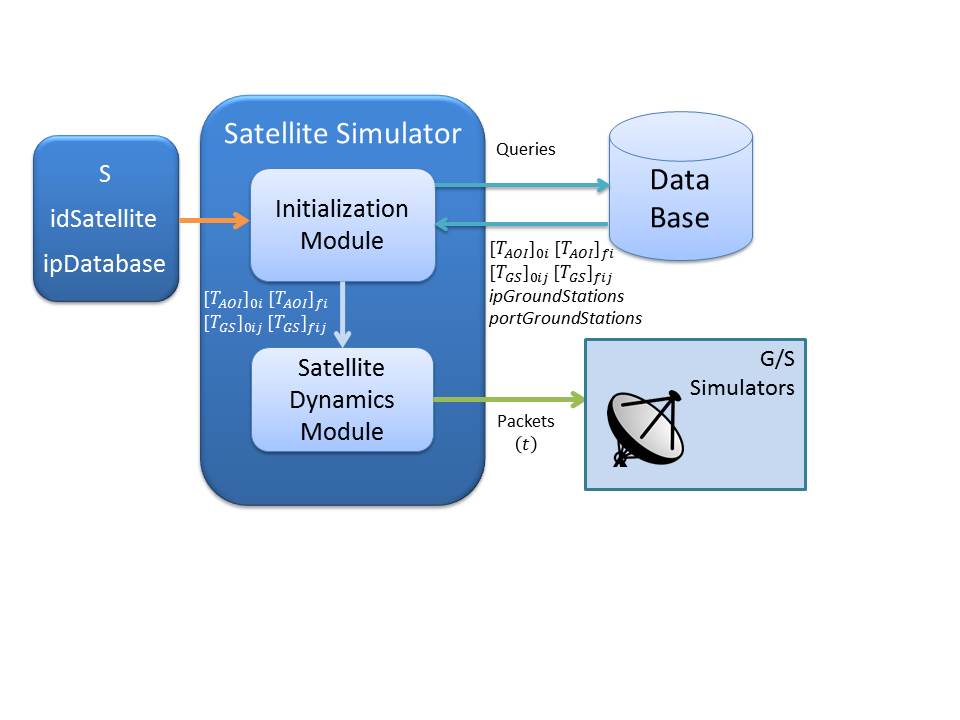 Satellite Simulator
S
idSatellite
ipDatabase
Initialization
Module
Queries
Data
Base
[T_{AOI}]_{0i} [T_{AOI}]_{fi}
[T_{GS}]_{0ij} [T_{GS}]_{fij}
ipGroundStations
portGroundStations
[T_{AOI}]_{0i} [T_{AOI}]_{fi}
[T_{GS}]_{0ij} [T_{GS}]_{fij}
Satellite
Dynamics
Module
Packets
(t)
G/S
Simulators